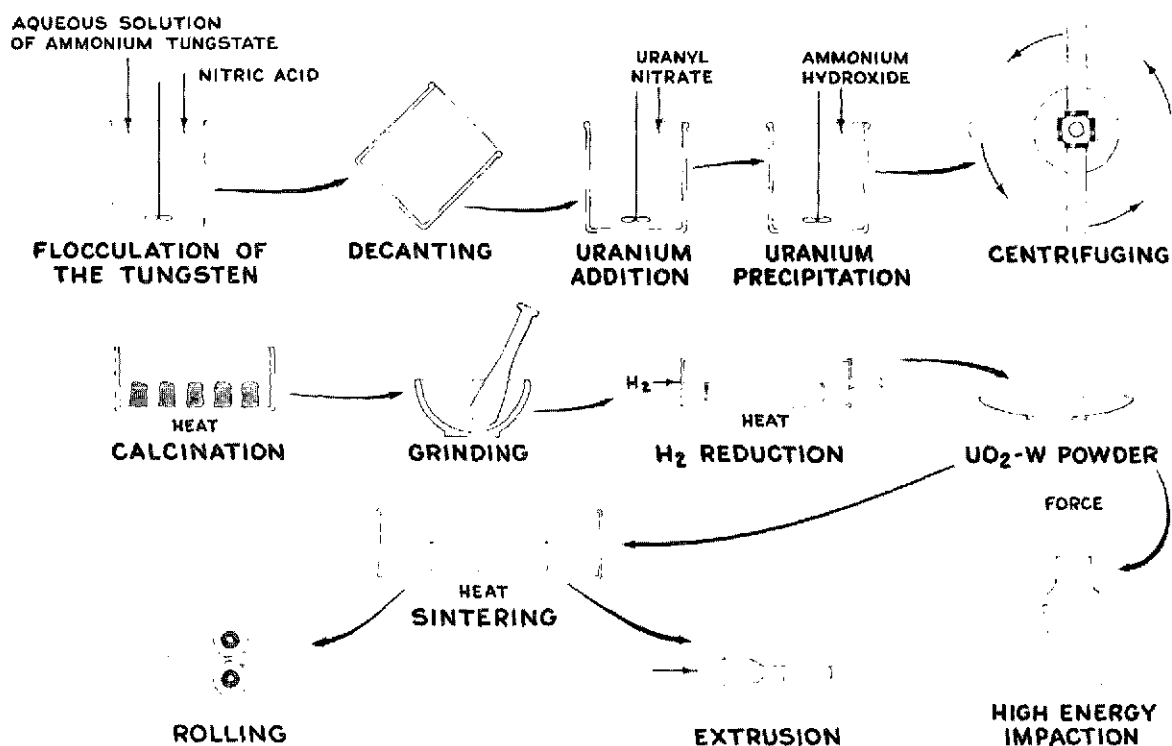 AQUEOUS SOLUTION
OF AMMONIUM TUNGSTATE
NITRIC ACID
URANYL
NITRATE
AMMONIUM
HYDROXIDE
FLOCCULATION OF
THE TUNGSTEN
DECANTING
URANIUM
ADDITION
URANIUM
PRECIPITATION
CENTRIFUGING
H₂
HEAT
CALCINATION
GRINDING
HEAT
H₂ REDUCTION
UO₂-W POWDER
FORCE
HEAT
SINTERING
ROLLING
EXTRUSION
HIGH ENERGY
IMPACTION